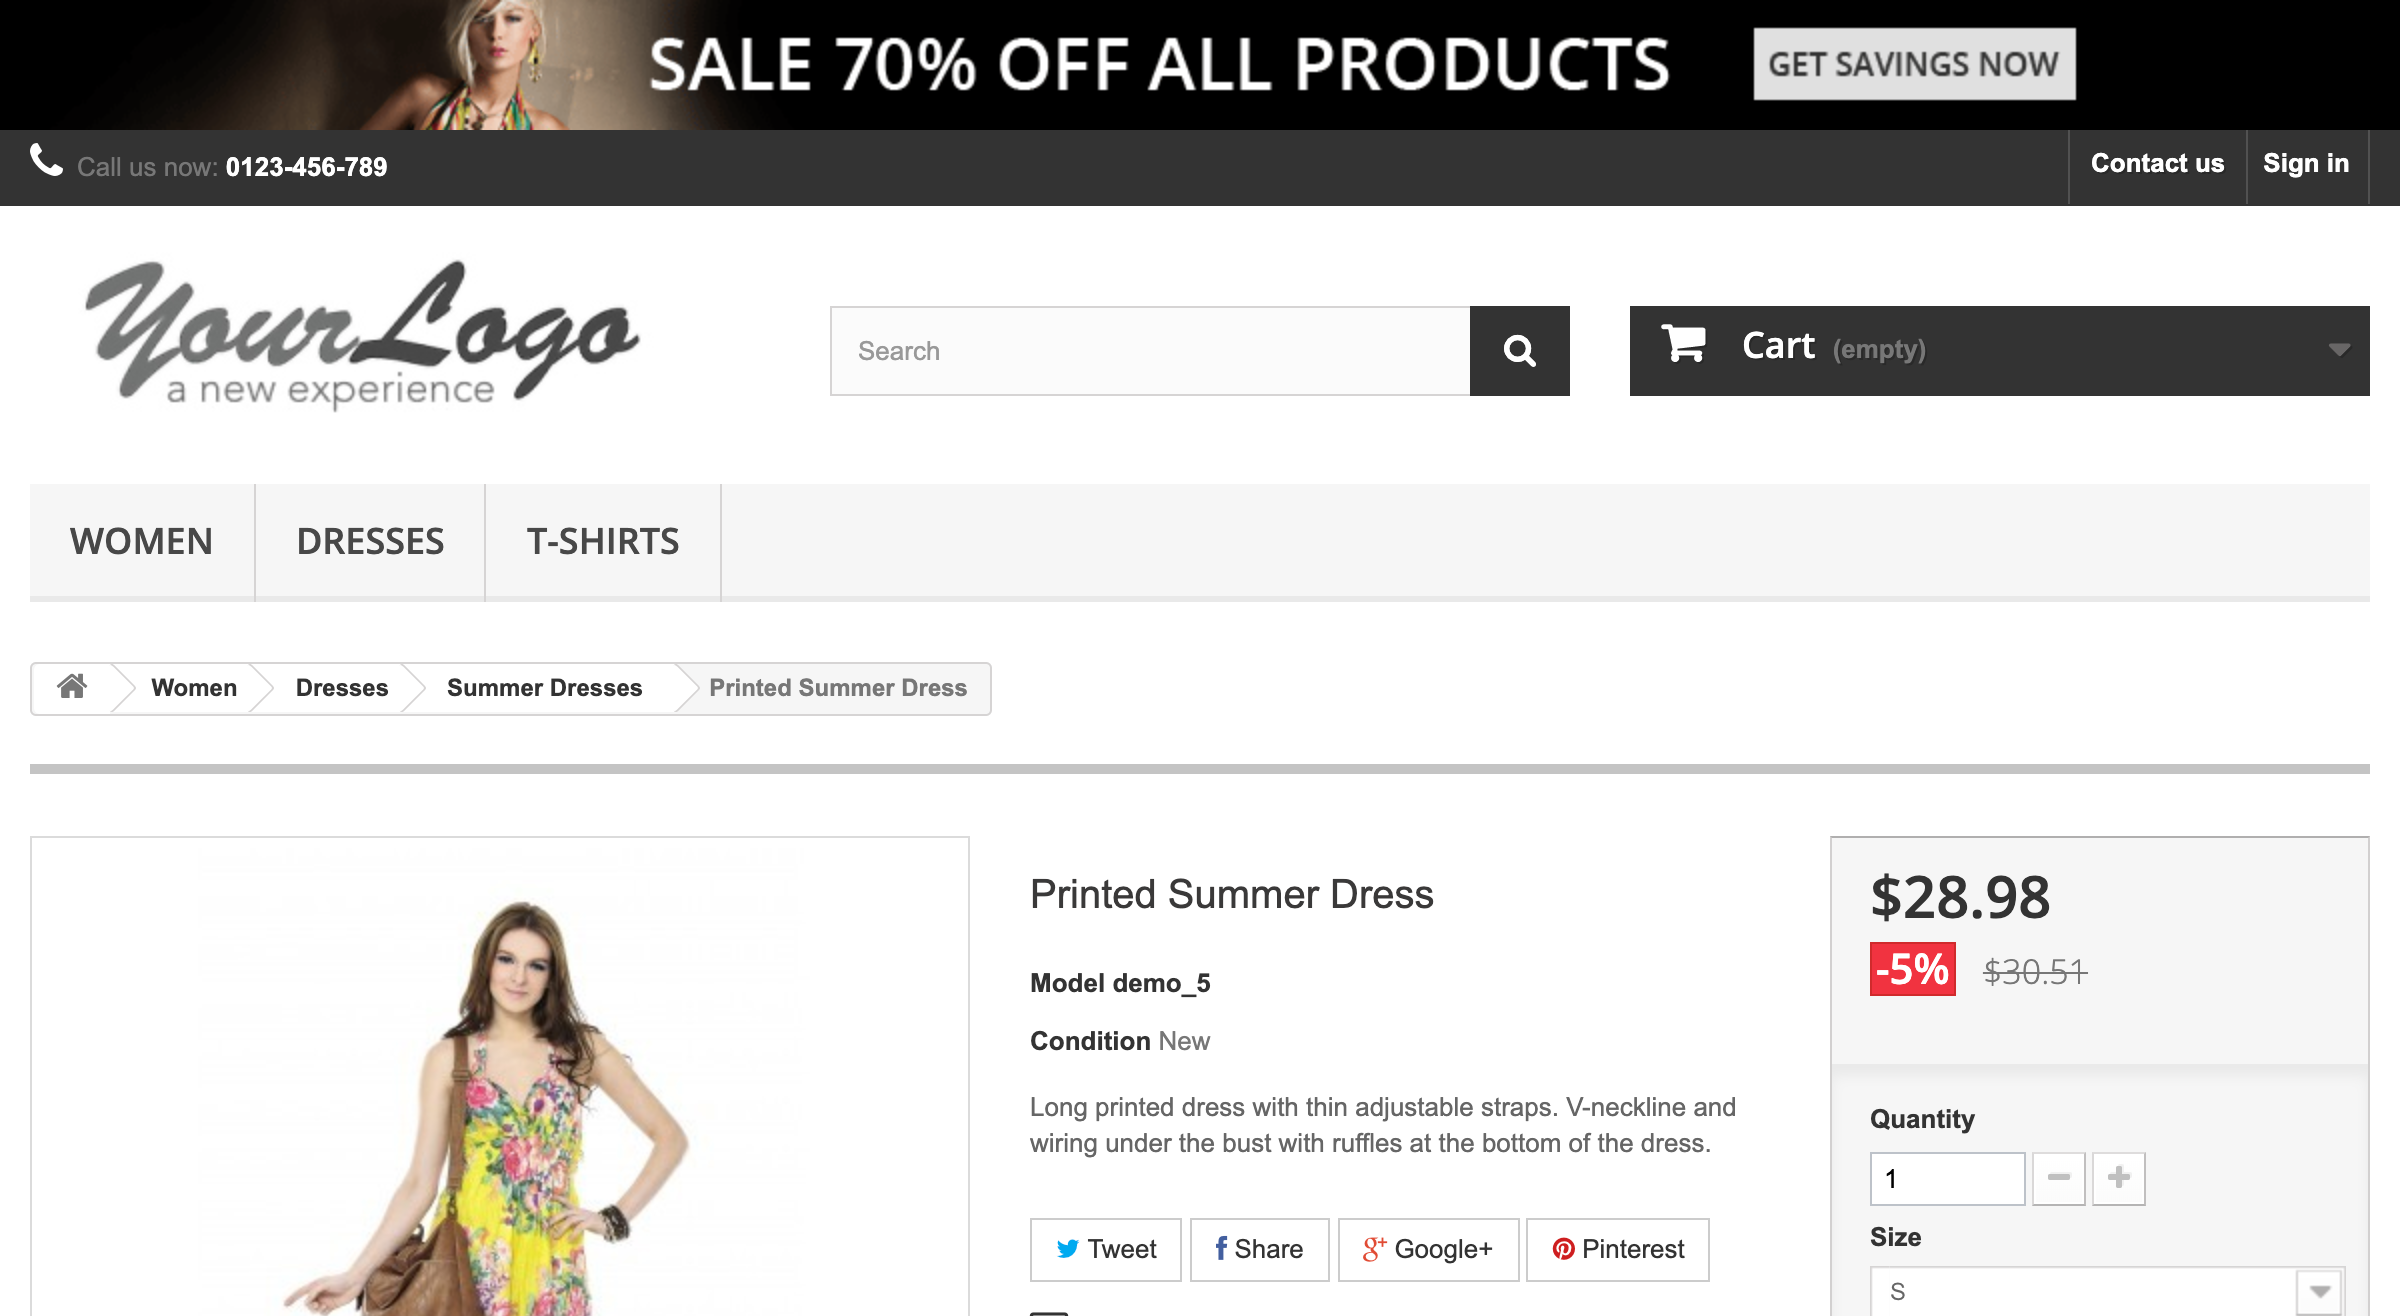 SALE 70% OFF ALL PRODUCTS
GET SAVINGS NOW
Call us now: 0123-456-789
Contact us
Sign in
YourLogo
a new experience
Search
Cart (empty)
WOMEN
DRESSES
T-SHIRTS
Women
Dresses
Summer Dresses
Printed Summer Dress
Printed Summer Dress
Model demo_5
Condition New
Long printed dress with thin adjustable straps. V-neckline and
wiring under the bust with ruffles at the bottom of the dress.
Tweet
Share
Google+
Pinterest
$28.98
-5% $30.51
Quantity
1
Size
S